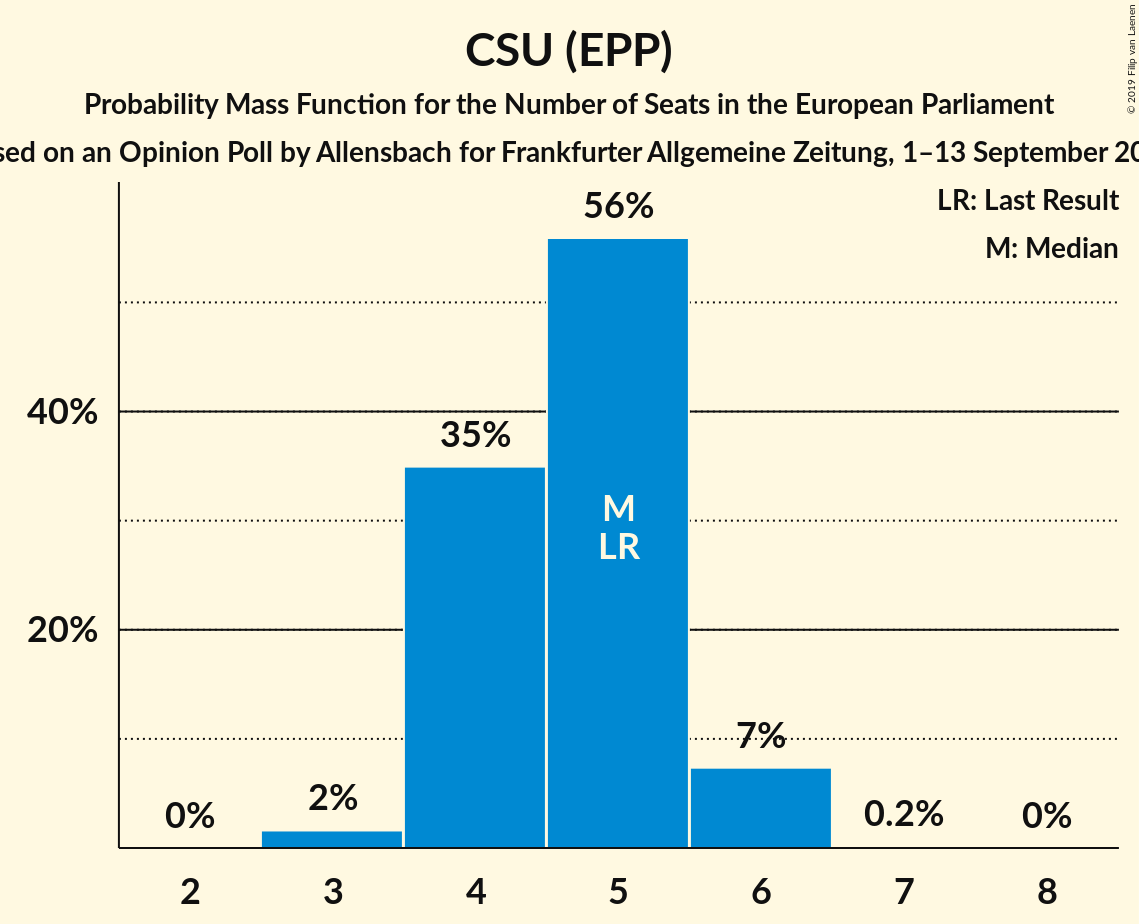 CSU (EPP)
Probability Mass Function for the Number of Seats in the European Parliament
on an Opinion Poll by Allensbach for Frankfurter Allgemeine Zeitung, 1–13 September
© 2019 Filip van Laenen
LR: Last Result
M: Median
56%
40%
35%
M
LR
20%
7%
2%
0%
0.2%
0%
2 3 4 5 6 7 8